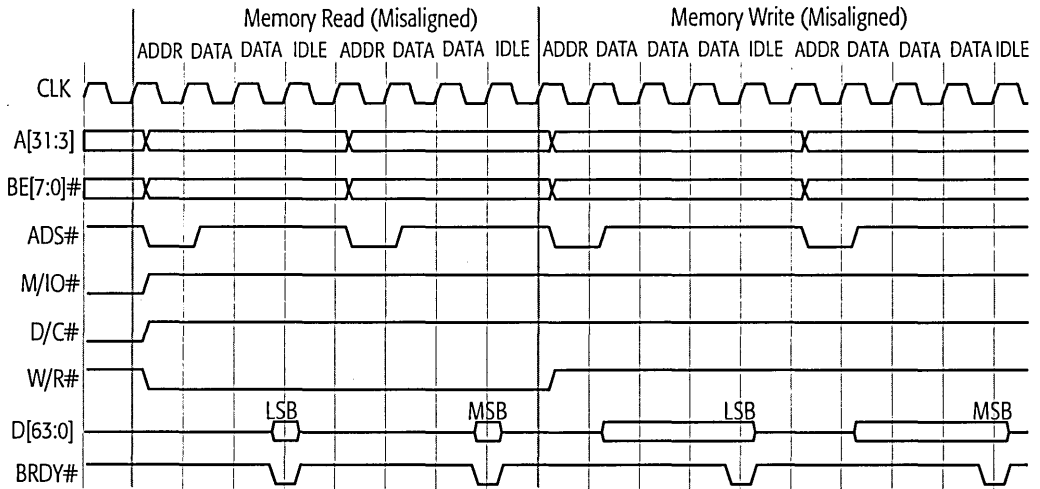 Memory Read (Misaligned) Memory Write (Misaligned)
ADDR DATA DATA IDLE ADDR DATA DATA IDLE ADDR DATA DATA DATA IDLE ADDR DATA DATA DATA IDLE
CLK
A[31:3]
BE[7:0]#
ADS#
M/IO#
D/C#
W/R#
LSB MSB LSB MSB
D[63:0]
BRDY#